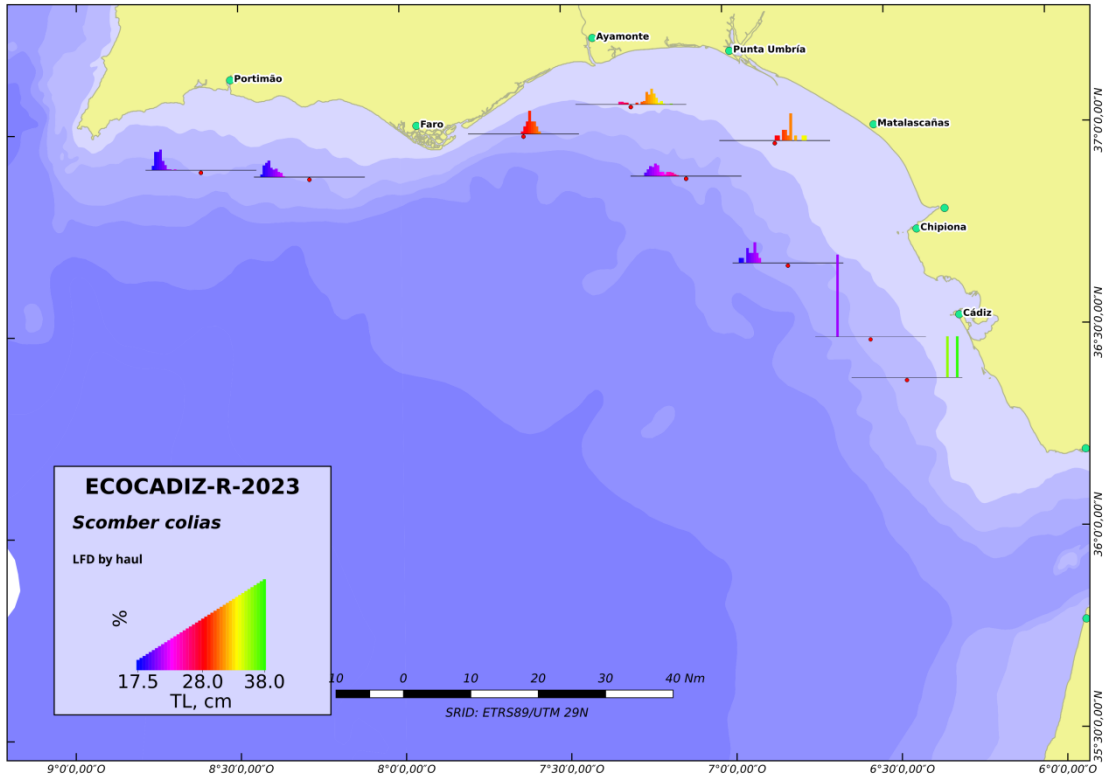 Ayamonte
Punta Umbría
Portimão
Faro
Matalascañas
Chipiona
Cádiz
37°0'0,00"N
36°30'0,00"N
36°0'0,00"N
35°30'0,00"N
ECOCADIZ-R-2023
Scomber colias
LFD by haul
%
17.5 28.0 38.0
TL, cm
10 0 10 20 30 40 Nm
SRID: ETRS89/UTM 29N
9°0'0,00"O 8°30'0,00"O 8°0'0,00"O 7°30'0,00"O 7°0'0,00"O 6°30'0,00"O 6°0'0,00"O